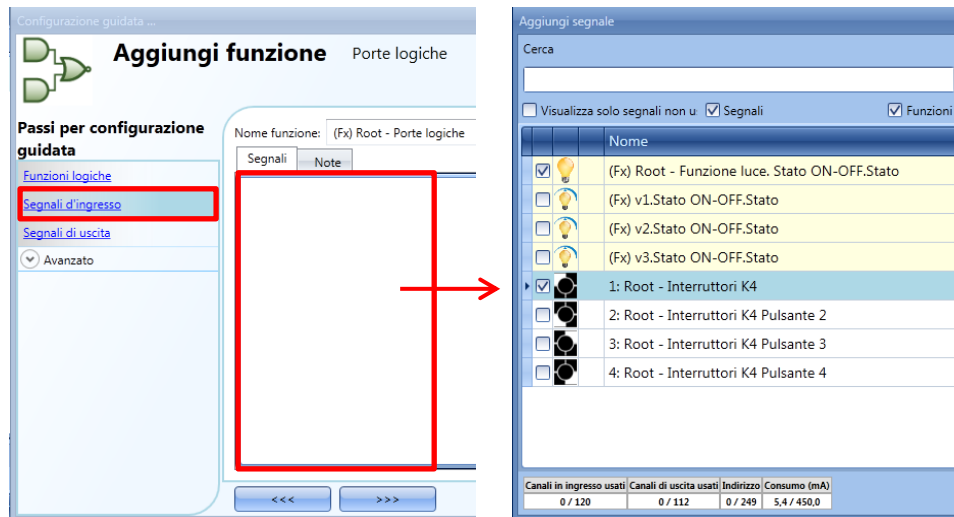 Configurazione guidata ...
Aggiungi funzione Porte logiche
Passi per configurazione
guidata
Funzioni logiche
Segnali d'ingresso
Segnali di uscita
Avanzato
Nome funzione: (Fx) Root - Porte logiche
Segnali Note
<<< >>>
Aggiungi segnale
Cerca
Visualizza solo segnali non u Segnali Funzioni
Nome
(Fx) Root - Funzione luce. Stato ON-OFF.Stato
(Fx) v1.Stato ON-OFF.Stato
(Fx) v2.Stato ON-OFF.Stato
(Fx) v3.Stato ON-OFF.Stato
1: Root - Interruttori K4
2: Root - Interruttori K4 Pulsante 2
3: Root - Interruttori K4 Pulsante 3
4: Root - Interruttori K4 Pulsante 4
Canali in ingresso usati Canali di uscita usati Indirizzo Consumo (mA)
0 / 120 0 / 112 0 / 249 5,4 / 450,0